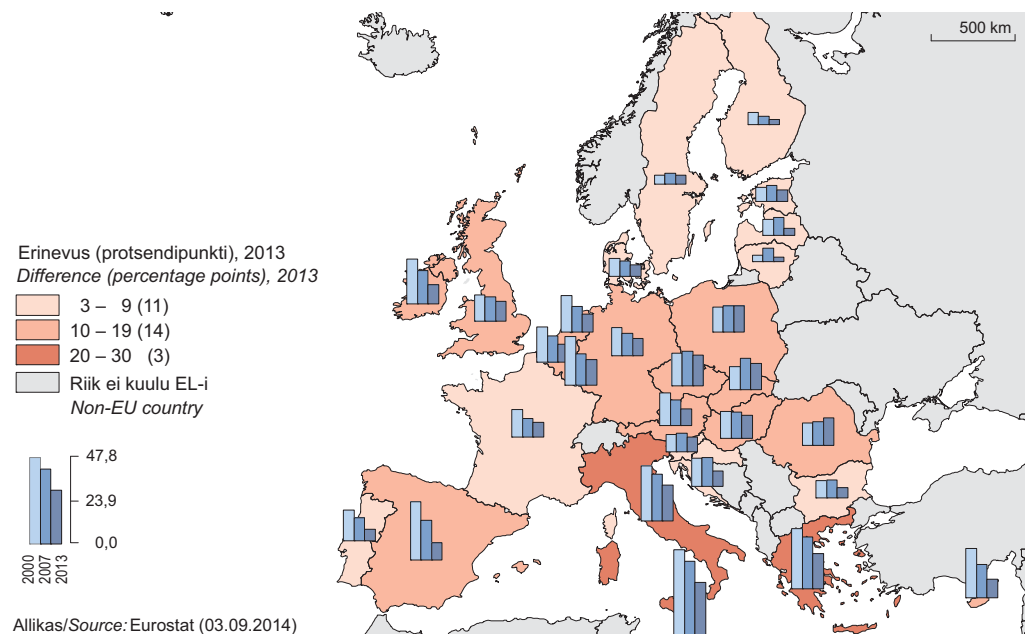 500 km
Erinevus (protsendipunkti), 2013
Difference (percentage points), 2013
3 – 9 (11)
10 – 19 (14)
20 – 30 (3)
Riik ei kuulu EL-i
Non-EU country
47,8
23,9
0,0
2000
2007
2013
Allikas/Source: Eurostat (03.09.2014)